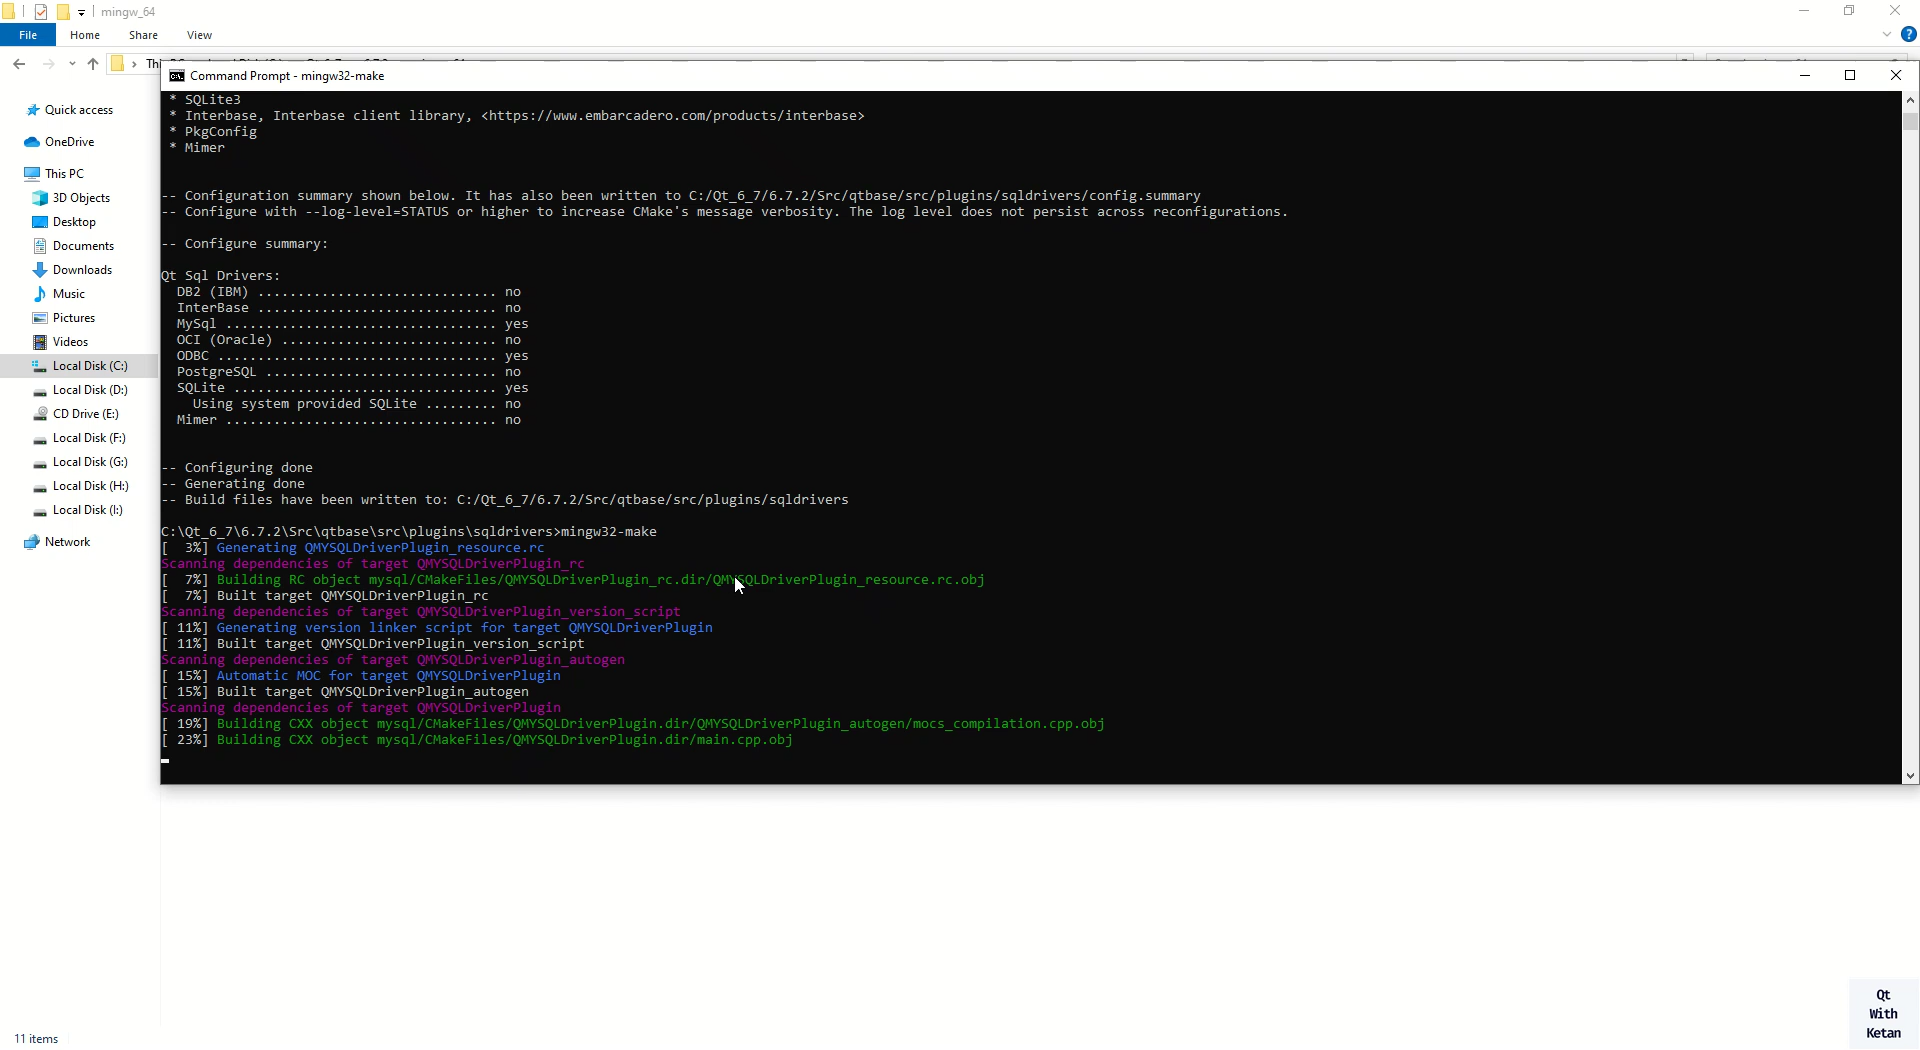 mingw_64
File Home Share View
Command Prompt - mingw32-make
* SQLite3
* Interbase, Interbase client library, <https://www.embarcadero.com/products/interbase>
* PkgConfig
* Mimer
-- Configuration summary shown below. It has also been written to C:/Qt_6_7/6.7.2/Src/qtbase/src/plugins/sqldrivers/config.summary
-- Configure with --log-level=STATUS or higher to increase CMake's message verbosity. The log level does not persist across reconfigurations.
-- Configure summary:
Qt Sql Drivers:
DB2 (IBM) .............................. no
InterBase .............................. no
MySql .................................. yes
OCI (Oracle) ........................... no
ODBC ................................... yes
PostgreSQL ............................. no
SQLite ................................. yes
Using system provided SQLite ......... no
Mimer .................................. no
-- Configuring done
-- Generating done
-- Build files have been written to: C:/Qt_6_7/6.7.2/Src/qtbase/src/plugins/sqldrivers
C:\Qt_6_7\6.7.2\Src\qtbase\src\plugins\sqldrivers>mingw32-make
[  3%] Generating QMYSQLDriverPlugin_resource.rc
Scanning dependencies of target QMYSQLDriverPlugin_rc
[  7%] Building RC object mysql/CMakeFiles/QMYSQLDriverPlugin_rc.dir/QMYSQLDriverPlugin_resource.rc.obj
[  7%] Built target QMYSQLDriverPlugin_rc
Scanning dependencies of target QMYSQLDriverPlugin_version_script
[ 11%] Generating version linker script for target QMYSQLDriverPlugin
[ 11%] Built target QMYSQLDriverPlugin_version_script
Scanning dependencies of target QMYSQLDriverPlugin_autogen
[ 15%] Automatic MOC for target QMYSQLDriverPlugin
[ 15%] Built target QMYSQLDriverPlugin_autogen
Scanning dependencies of target QMYSQLDriverPlugin
[ 19%] Building CXX object mysql/CMakeFiles/QMYSQLDriverPlugin.dir/QMYSQLDriverPlugin_autogen/mocs_compilation.cpp.obj
[ 23%] Building CXX object mysql/CMakeFiles/QMYSQLDriverPlugin.dir/main.cpp.obj
Quick access
OneDrive
This PC
3D Objects
Desktop
Documents
Downloads
Music
Pictures
Videos
Local Disk (C:)
Local Disk (D:)
CD Drive (E:)
Local Disk (F:)
Local Disk (G:)
Local Disk (H:)
Local Disk (I:)
Network
11 items
Qt
With
Ketan